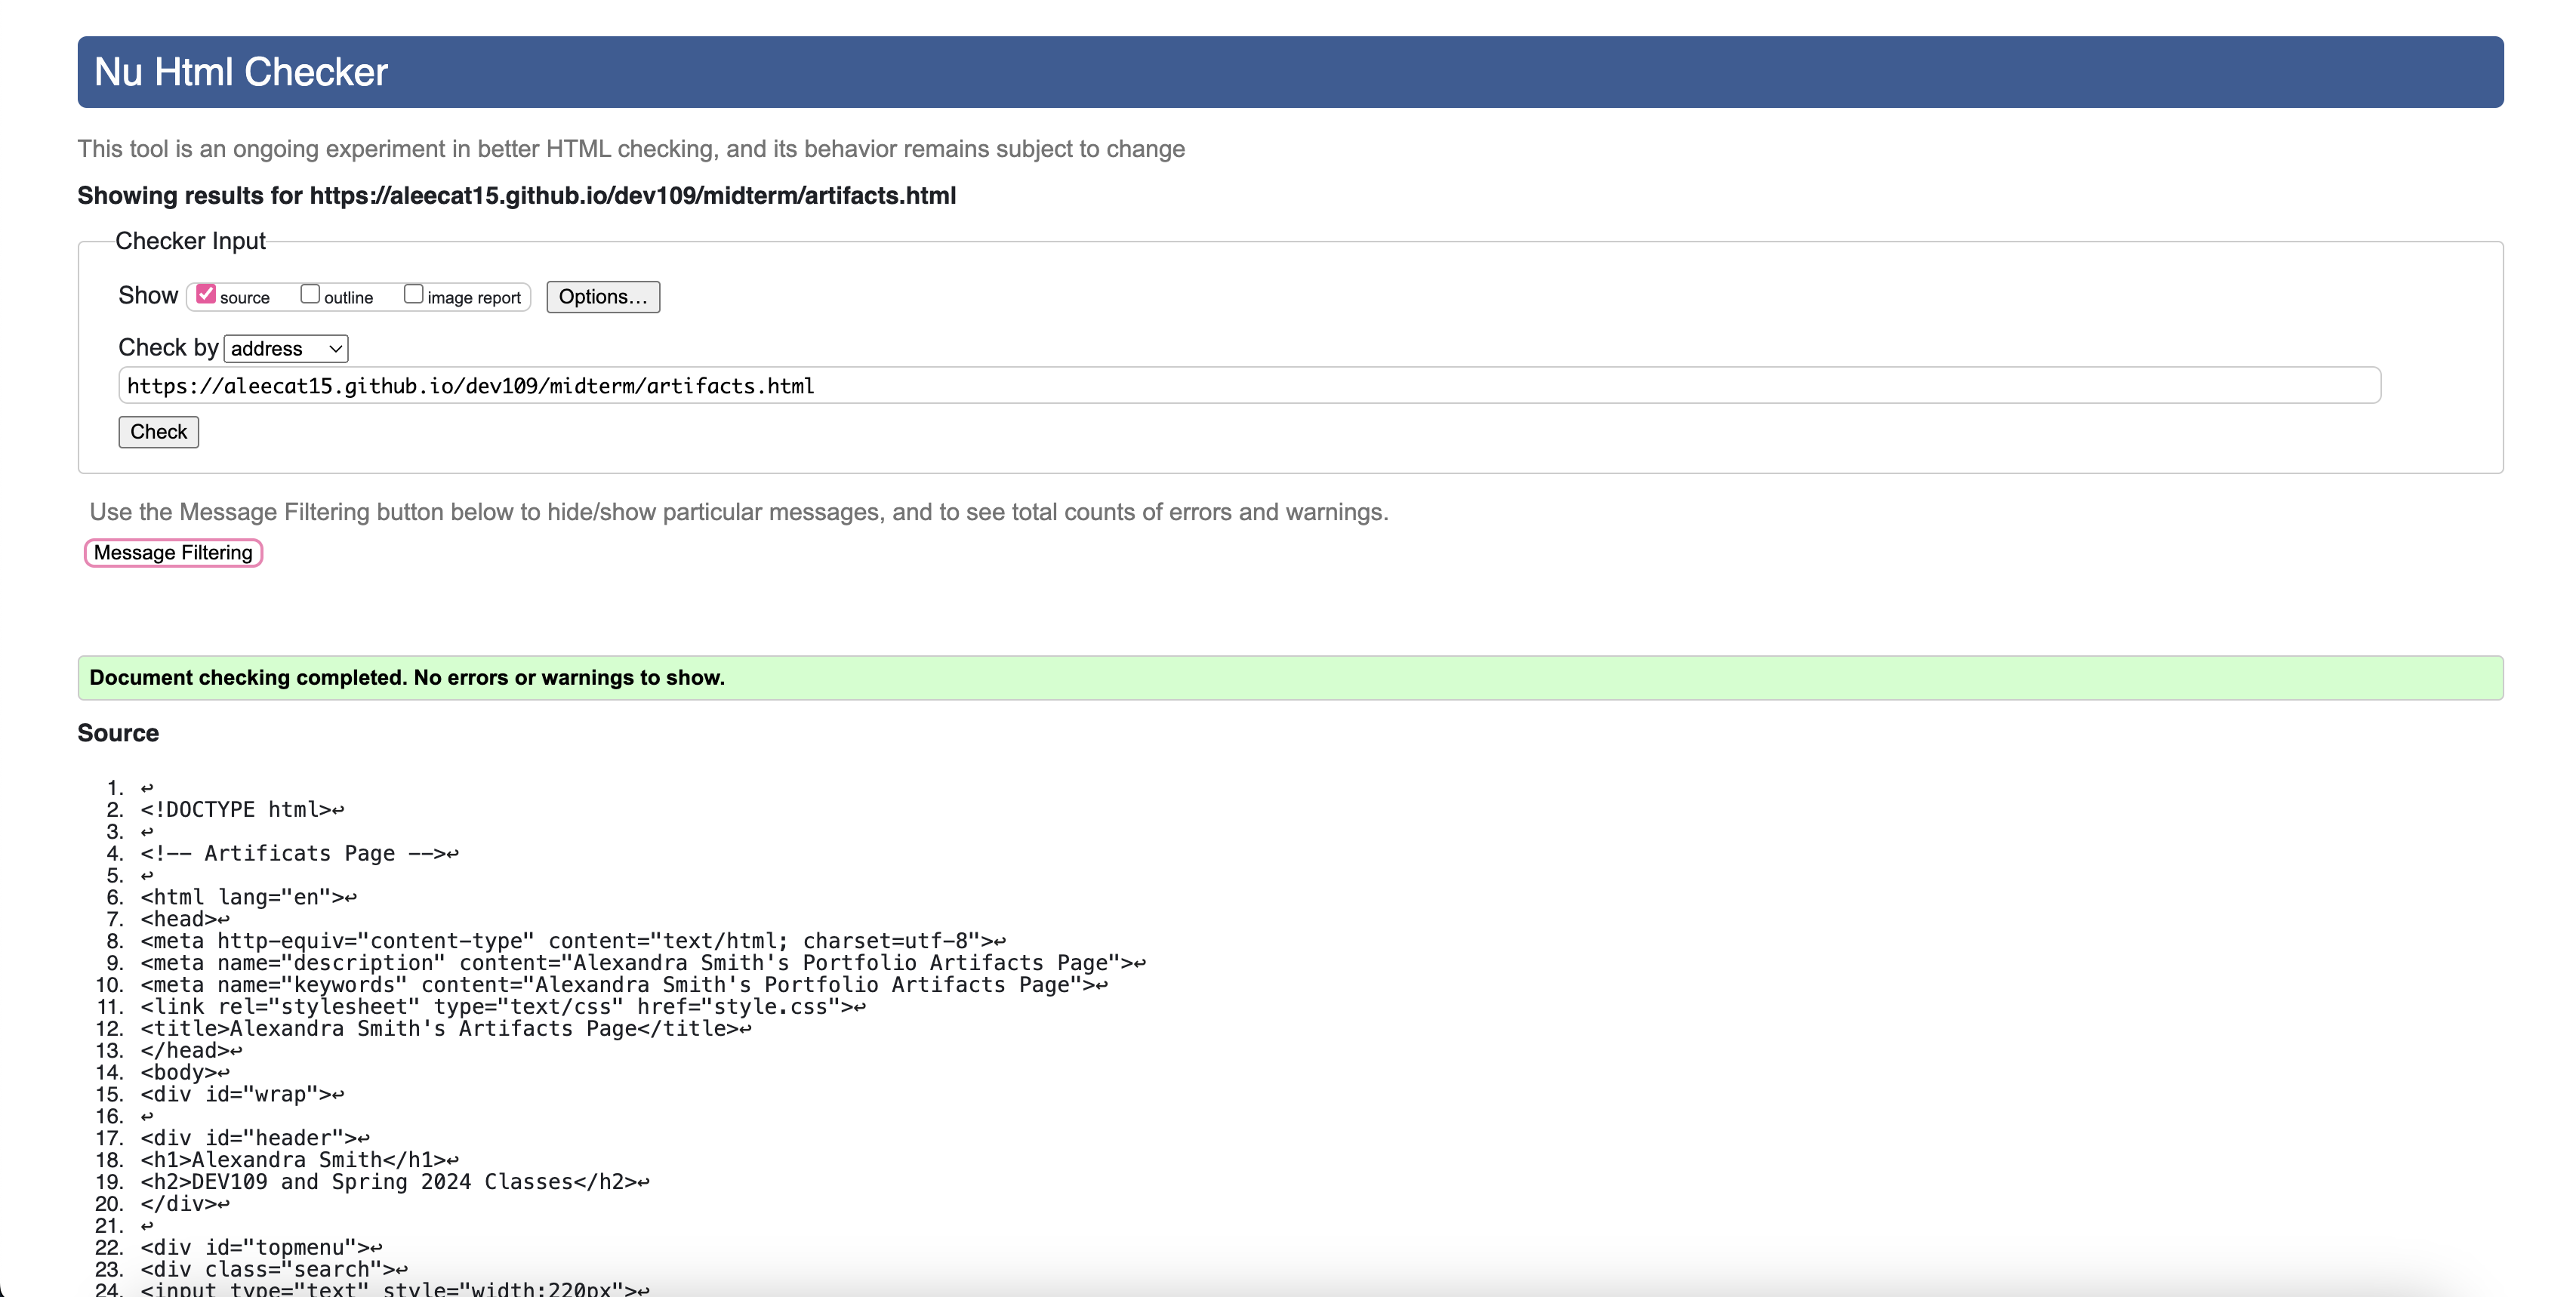 Nu Html Checker
This tool is an ongoing experiment in better HTML checking, and its behavior remains subject to change
Showing results for https://aleecat15.github.io/dev109/midterm/artifacts.html
Checker Input
Show source outline image report Options...
Check by address
https://aleecat15.github.io/dev109/midterm/artifacts.html
Check
Use the Message Filtering button below to hide/show particular messages, and to see total counts of errors and warnings.
Message Filtering
Document checking completed. No errors or warnings to show.
Source
1. ↩
2. <!DOCTYPE html>↩
3. ↩
4. <!-- Artificats Page -->↩
5. ↩
6. <html lang="en">↩
7. <head>↩
8. <meta http-equiv="content-type" content="text/html; charset=utf-8">↩
9. <meta name="description" content="Alexandra Smith's Portfolio Artifacts Page">↩
10. <meta name="keywords" content="Alexandra Smith's Portfolio Artifacts Page">↩
11. <link rel="stylesheet" type="text/css" href="style.css">↩
12. <title>Alexandra Smith's Artifacts Page</title>↩
13. </head>↩
14. <body>↩
15. <div id="wrap">↩
16. ↩
17. <div id="header">↩
18. <h1>Alexandra Smith</h1>↩
19. <h2>DEV109 and Spring 2024 Classes</h2>↩
20. </div>↩
21. ↩
22. <div id="topmenu">↩
23. <div class="search">↩
24. <input type="text" style="width:220px">↩